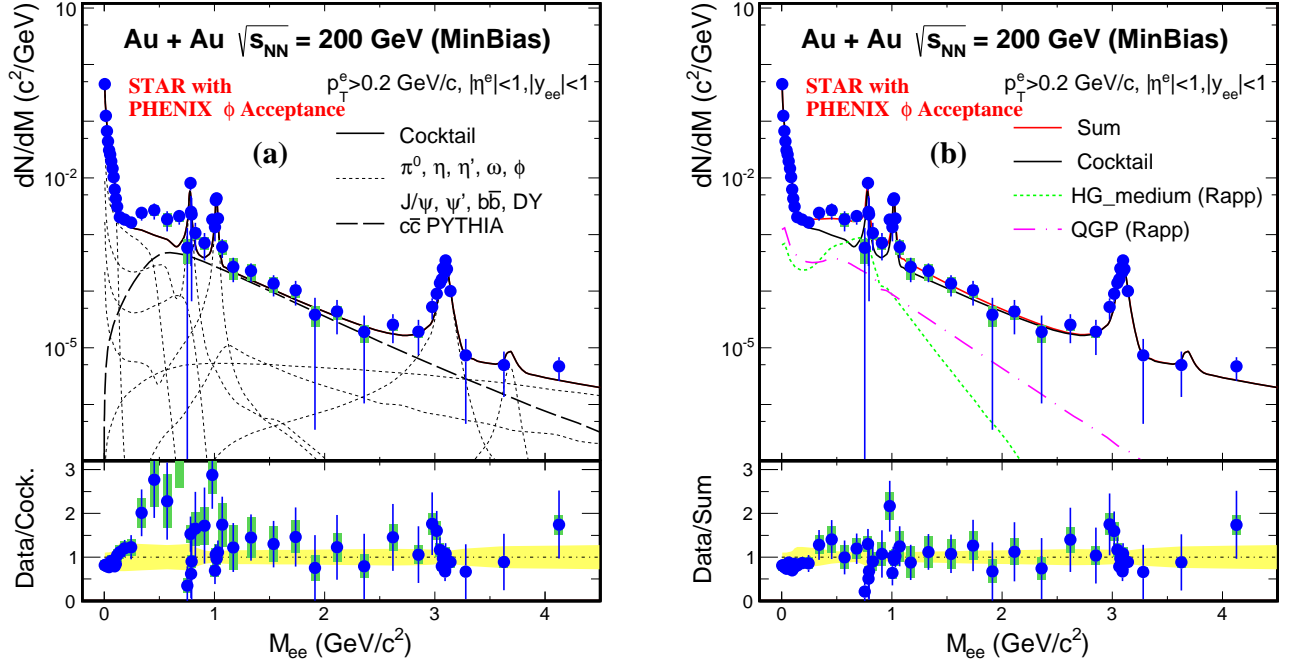 10
10⁻²
10⁻⁵
dN/dM (c²/GeV)
Au + Au √s_NN = 200 GeV (MinBias)
p_T^e>0.2 GeV/c, |η^e|<1,|y_ee|<1
STAR with
PHENIX ϕ Acceptance
(a)
Cocktail
π⁰, η, η’, ω, ϕ
J/ψ, ψ’, bb̅, DY
cc̅ PYTHIA
3
2
1
0
Data/Cock.
0 1 2 3 4
M_ee (GeV/c²)
10
10⁻²
10⁻⁵
dN/dM (c²/GeV)
Au + Au √s_NN = 200 GeV (MinBias)
p_T^e>0.2 GeV/c, |η^e|<1,|y_ee|<1
STAR with
PHENIX ϕ Acceptance
(b)
Sum
Cocktail
HG_medium (Rapp)
QGP (Rapp)
3
2
1
0
Data/Sum
0 1 2 3 4
M_ee (GeV/c²)